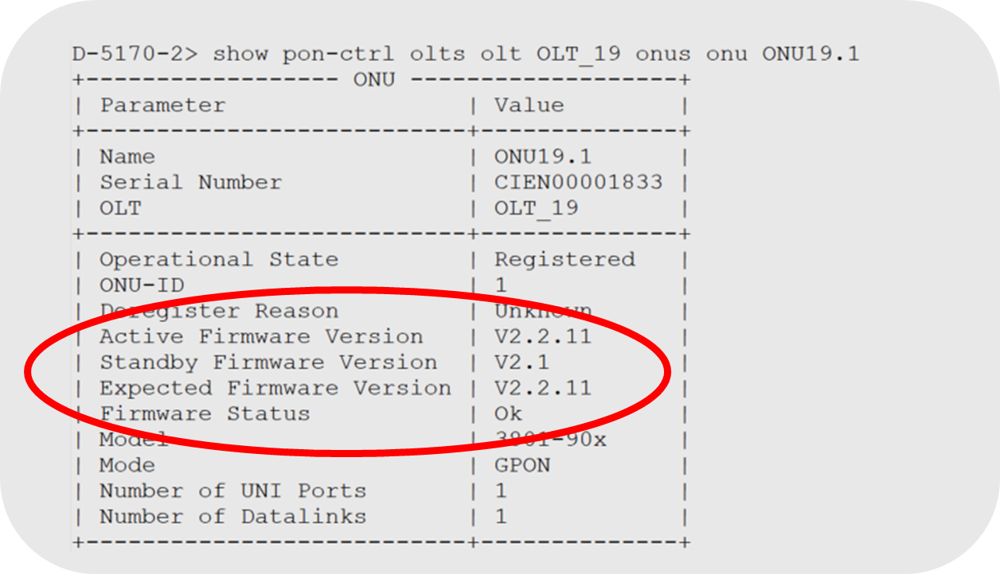 D-5170-2> show pon-ctrl olts olt OLT_19 onus onu ONU19.1
+------------------ ONU -------------------+
| Parameter                 | Value        |
+---------------------------+--------------+
| Name                      | ONU19.1      |
| Serial Number             | CIEN00001833 |
| OLT                       | OLT_19       |
+---------------------------+--------------+
| Operational State         | Registered   |
| ONU-ID                    | 1            |
| Deregister Reason         | Unknown      |
| Active Firmware Version   | V2.2.11      |
| Standby Firmware Version  | V2.1         |
| Expected Firmware Version | V2.2.11      |
| Firmware Status           | Ok           |
| Model                     | 3801-90x     |
| Mode                      | GPON         |
| Number of UNI Ports       | 1            |
| Number of Datalinks       | 1            |
+---------------------------+--------------+